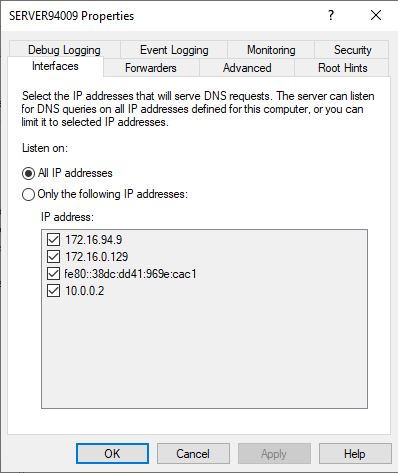 SERVER94009 Properties
?
Debug Logging Event Logging Monitoring Security
Interfaces Forwarders Advanced Root Hints
Select the IP addresses that will serve DNS requests. The server can listen
for DNS queries on all IP addresses defined for this computer, or you can
limit it to selected IP addresses.
Listen on:
All IP addresses
Only the following IP addresses:
IP address:
172.16.94.9
172.16.0.129
fe80::38dc:dd41:969e:cac1
10.0.0.2
OK Cancel Apply Help